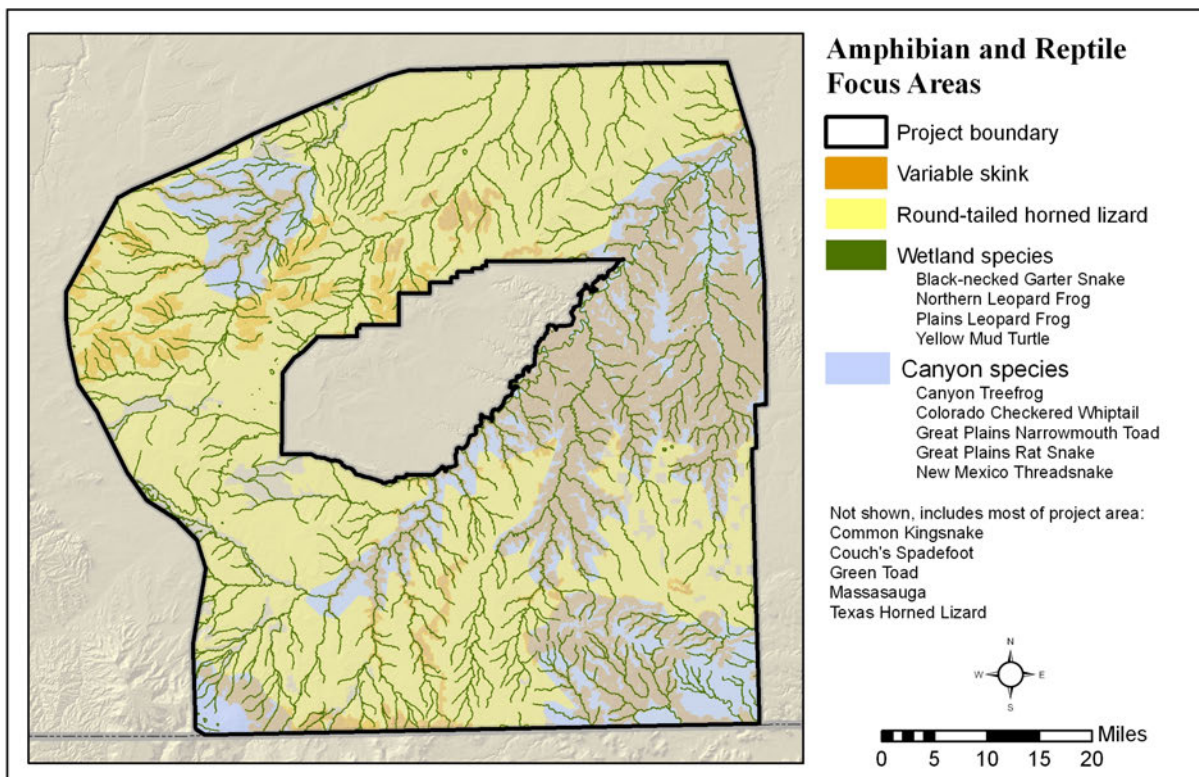 Amphibian and Reptile
Focus Areas
Project boundary
Variable skink
Round-tailed horned lizard
Wetland species
Black-necked Garter Snake
Northern Leopard Frog
Plains Leopard Frog
Yellow Mud Turtle
Canyon species
Canyon Treefrog
Colorado Checkered Whiptail
Great Plains Narrowmouth Toad
Great Plains Rat Snake
New Mexico Threadsnake
Not shown, includes most of project area:
Common Kingsnake
Couch's Spadefoot
Green Toad
Massasauga
Texas Horned Lizard
N
W E
S
Miles
0 5 10 15 20